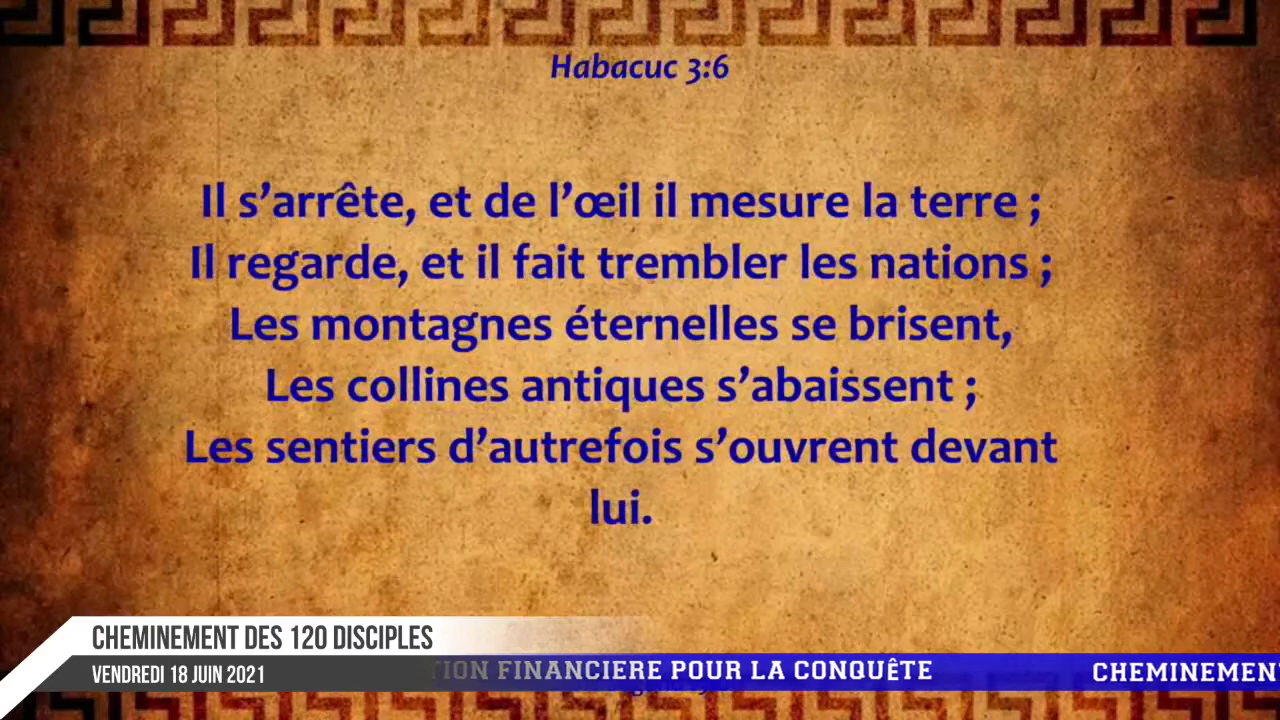 Habacuc 3:6
Il s’arrête, et de l’œil il mesure la terre ;
Il regarde, et il fait trembler les nations ;
Les montagnes éternelles se brisent,
Les collines antiques s’abaissent ;
Les sentiers d’autrefois s’ouvrent devant
lui.
CHEMINEMENT DES 120 DISCIPLES
VENDREDI 18 JUIN 2021
TION FINANCIERE POUR LA CONQUÊTE
CHEMINEMEN